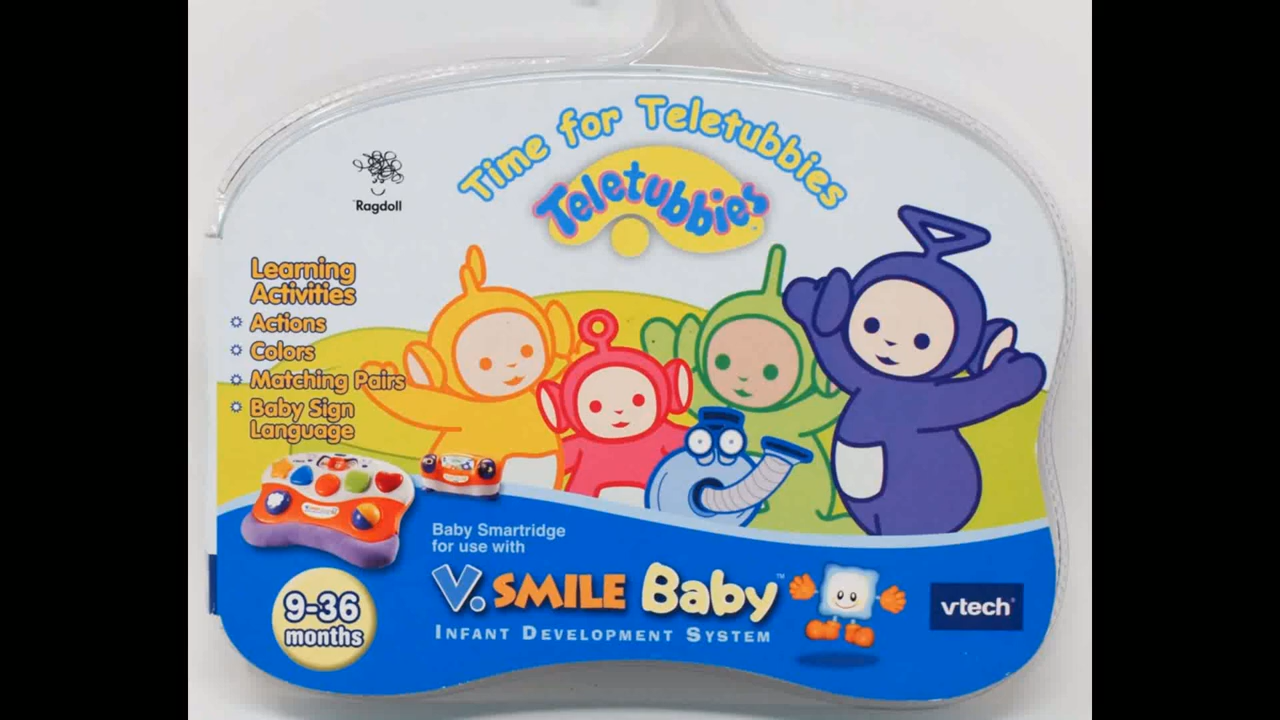 Time for Teletubbies
Teletubbies
Ragdoll
Learning
Activities
Actions
Colors
Matching Pairs
Baby Sign
Language
Baby Smartridge
for use with
V.SMILE Baby™
INFANT DEVELOPMENT SYSTEM
9-36
months
vtech®